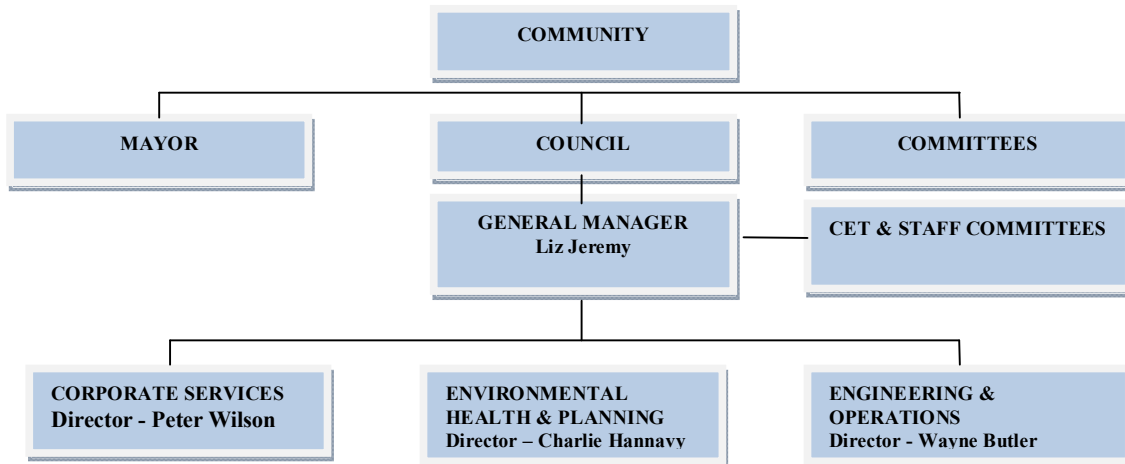 COMMUNITY
MAYOR
COUNCIL
COMMITTEES
GENERAL MANAGER
Liz Jeremy
CET & STAFF COMMITTEES
CORPORATE SERVICES
Director - Peter Wilson
ENVIRONMENTAL
HEALTH & PLANNING
Director – Charlie Hannavy
ENGINEERING &
OPERATIONS
Director - Wayne Butler